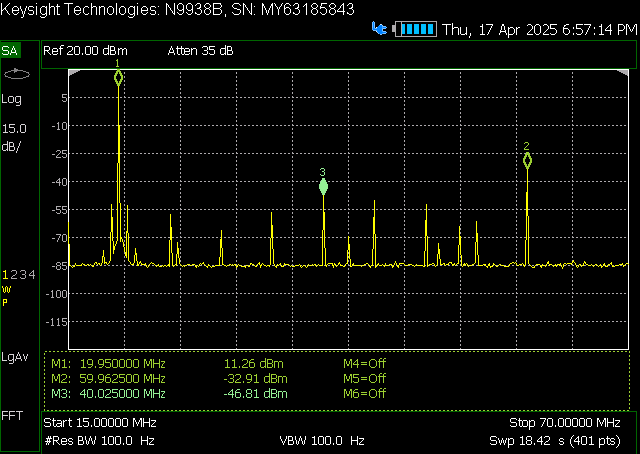 Keysight Technologies: N9938B, SN: MY63185843
Thu, 17 Apr 2025 6:57:14 PM
SA
Ref 20.00 dBm Atten 35 dB
1
Log
5
-10
15.0
dB/
-25
2
-40
3
-55
-70
1234
-85
W
P
-100
-115
LgAv
M1: 19.950000 MHz 11.26 dBm M4=Off
M2: 59.962500 MHz -32.91 dBm M5=Off
M3: 40.025000 MHz -46.81 dBm M6=Off
FFT
Start 15.00000 MHz Stop 70.00000 MHz
#Res BW 100.0 Hz VBW 100.0 Hz Swp 18.42 s (401 pts)